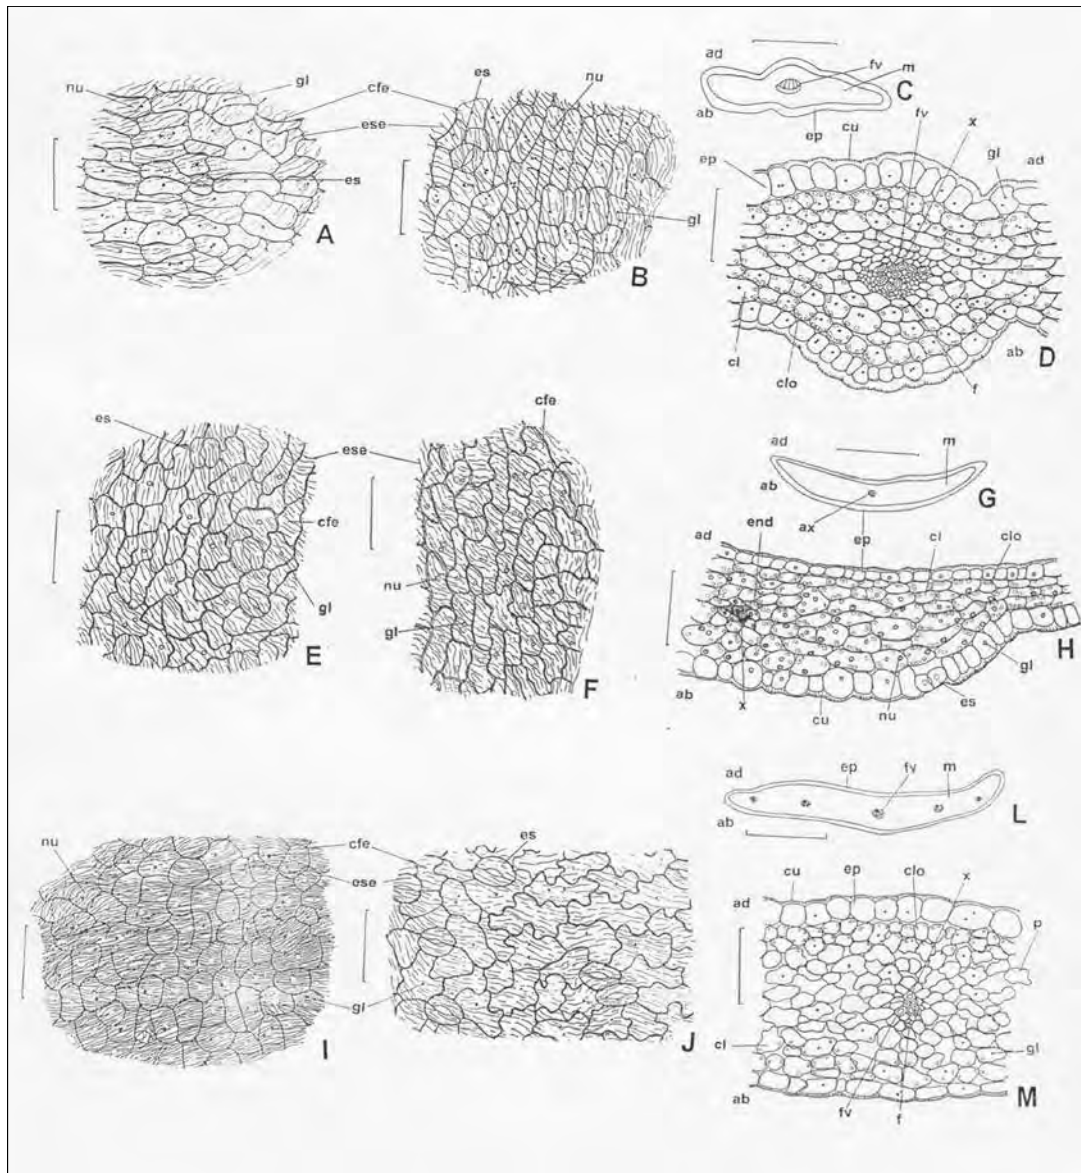 nu gl cfe ese es A
es nu gl B
ad fv m ab ep C
fv x gl ad
ep cu
cl clo f ab D
es ese cfe gl E
cfe nu gl F
ad m ab ax ep G
ad end ep cl clo
ab x cu nu es gl H
nu cfe ese gl I
es J
ad ep fv m ab L
cu ep clo x
ad p
cl gl
ab fv f M